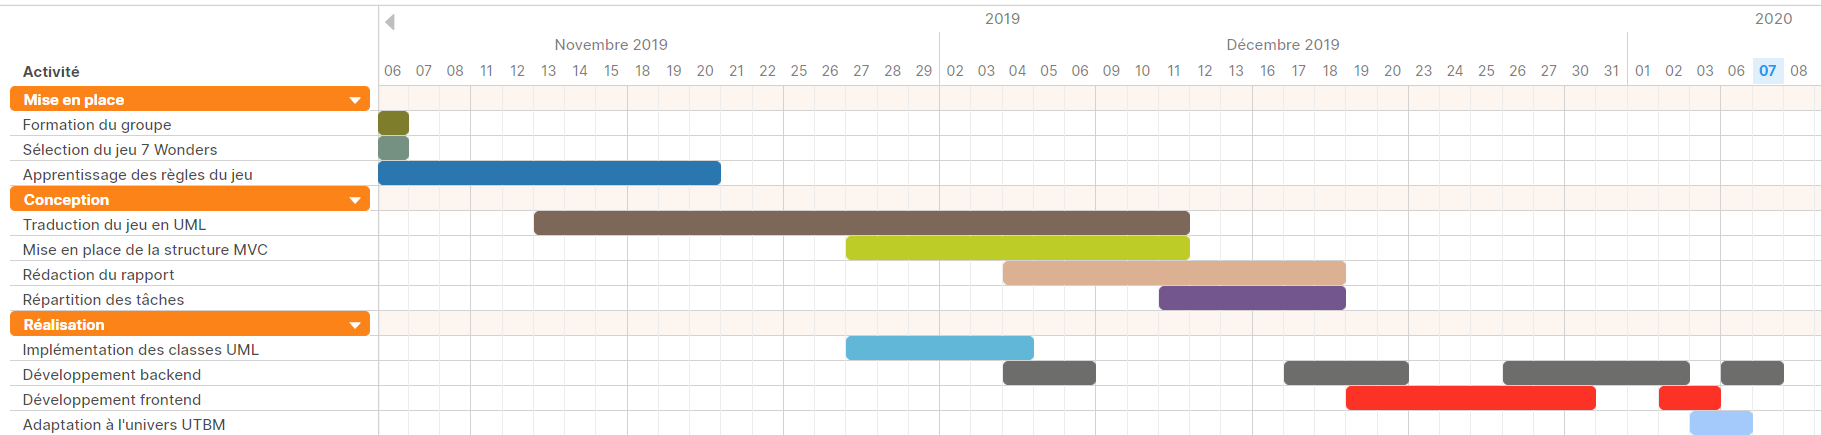 2019 2020
Novembre 2019 Décembre 2019
Activité 06 07 08 11 12 13 14 15 18 19 20 21 22 25 26 27 28 29 02 03 04 05 06 09 10 11 12 13 16 17 18 19 20 23 24 25 26 27 30 31 01 02 03 06 07 08
Mise en place
Formation du groupe
Sélection du jeu 7 Wonders
Apprentissage des règles du jeu
Conception
Traduction du jeu en UML
Mise en place de la structure MVC
Rédaction du rapport
Répartition des tâches
Réalisation
Implémentation des classes UML
Développement backend
Développement frontend
Adaptation à l'univers UTBM